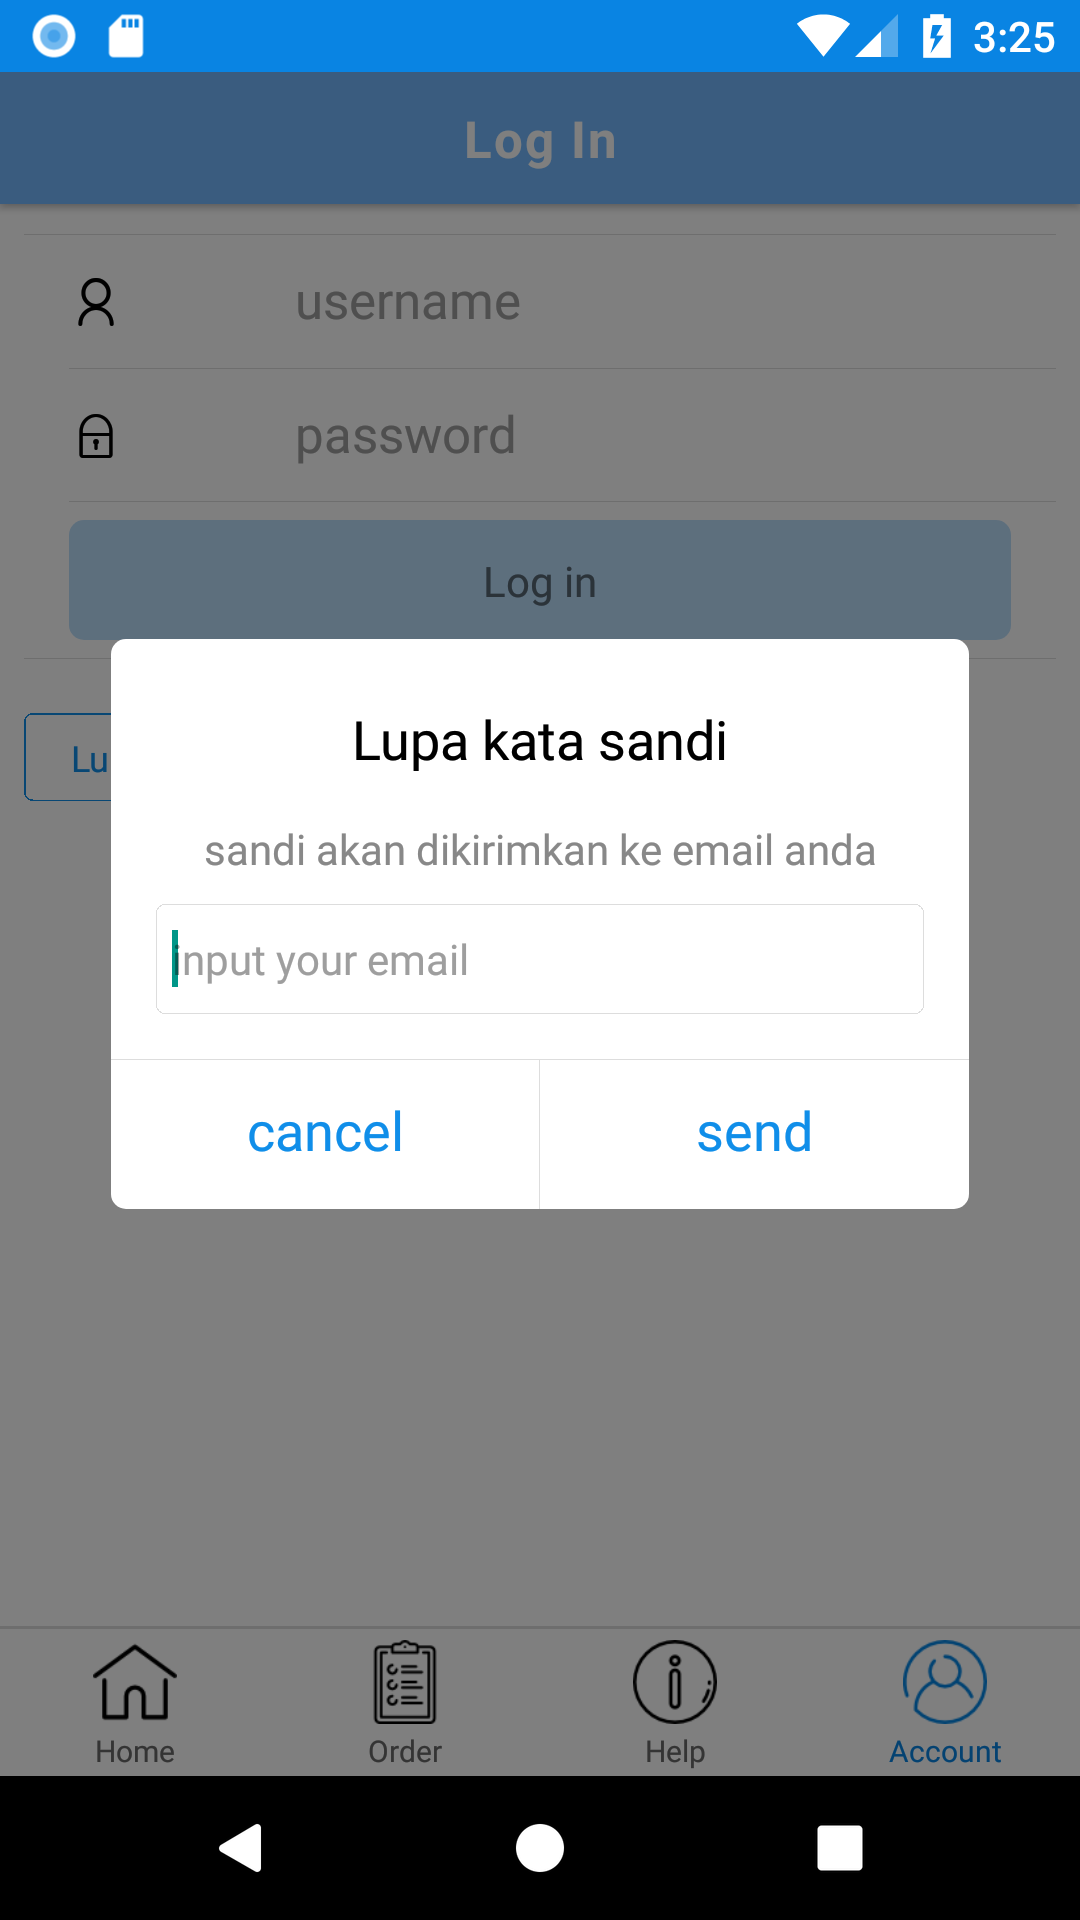 3:25
Log In
username
password
Log in
Lu
Lupa kata sandi
sandi akan dikirimkan ke email anda
input your email
cancel
send
Home
Order
Help
Account